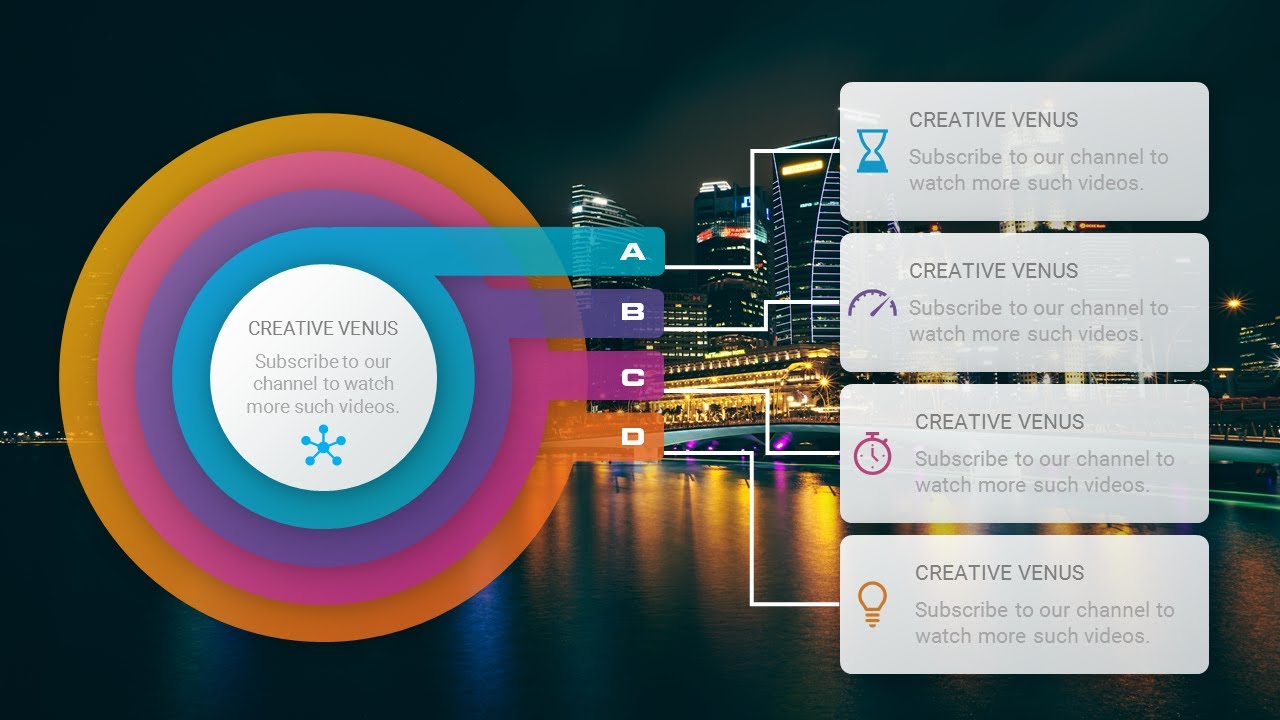 CREATIVE VENUS
Subscribe to our
channel to watch
more such videos.
A
B
C
D
CREATIVE VENUS
Subscribe to our channel to
watch more such videos.
CREATIVE VENUS
Subscribe to our channel to
watch more such videos.
CREATIVE VENUS
Subscribe to our channel to
watch more such videos.
CREATIVE VENUS
Subscribe to our channel to
watch more such videos.